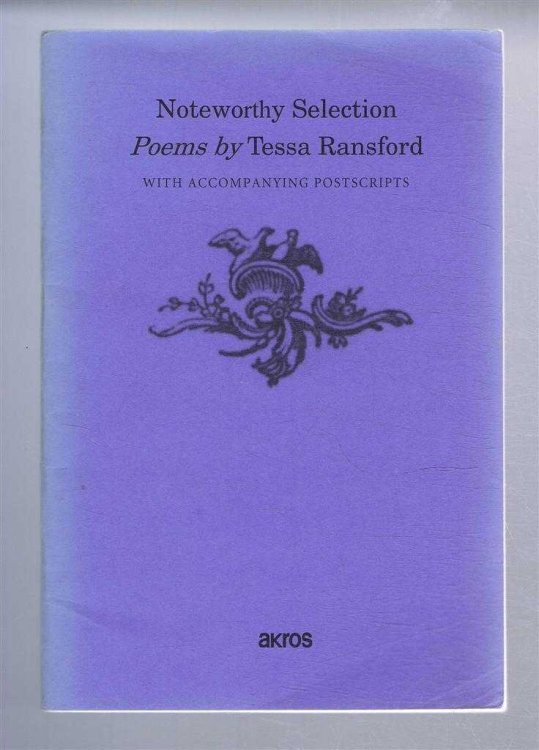 Noteworthy Selection
Poems by Tessa Ransford
WITH ACCOMPANYING POSTSCRIPTS
akros